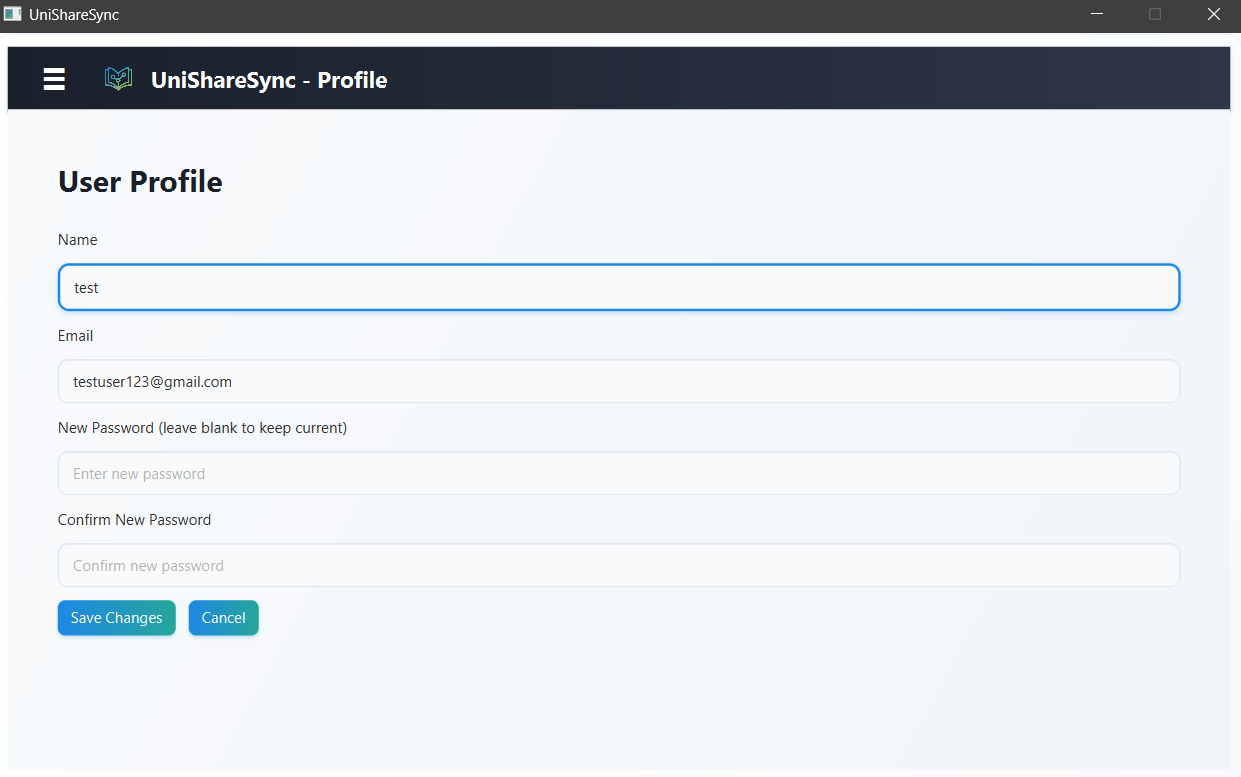 UniShareSync
UniShareSync - Profile
User Profile
Name
test
Email
testuser123@gmail.com
New Password (leave blank to keep current)
Enter new password
Confirm New Password
Confirm new password
Save Changes Cancel